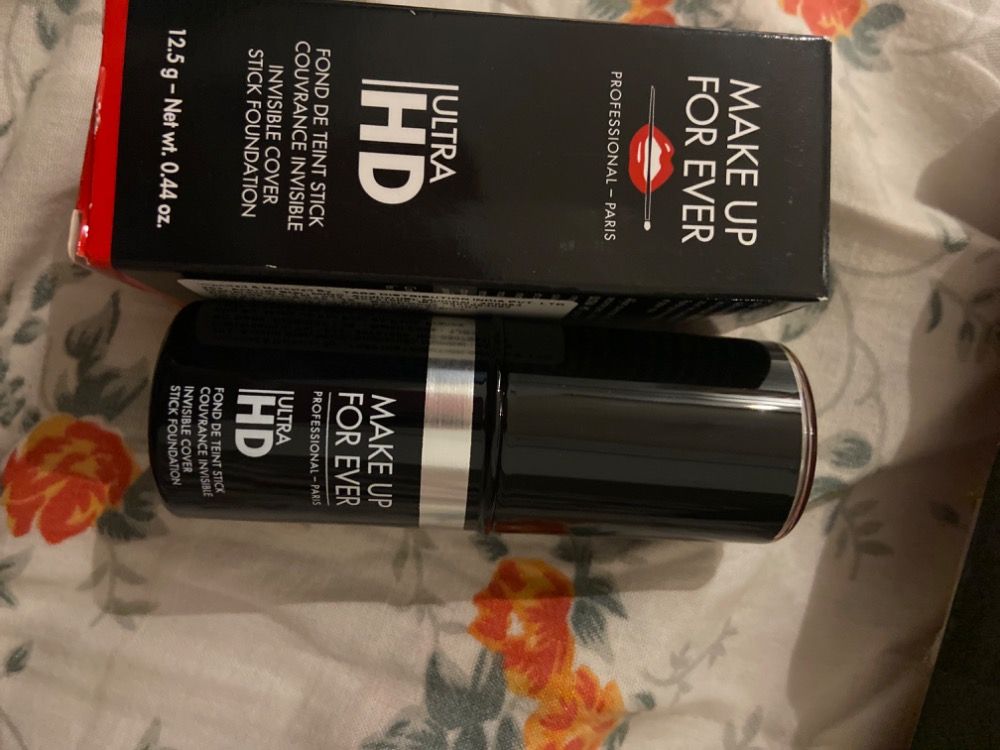 MAKE UP
FOR EVER
PROFESSIONAL – PARIS
ULTRA
HD
FOND DE TEINT STICK
COUVRANCE INVISIBLE
INVISIBLE COVER
STICK FOUNDATION
12.5 g – Net wt. 0.44 oz.
MAKE UP
FOR EVER
PROFESSIONAL – PARIS
ULTRA
HD
FOND DE TEINT STICK
COUVRANCE INVISIBLE
INVISIBLE COVER
STICK FOUNDATION